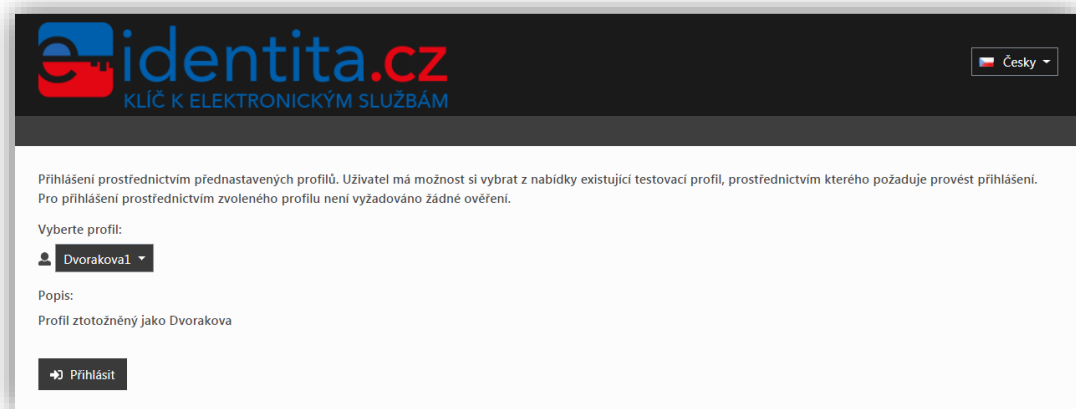 identita.cz
KLÍČ K ELEKTRONICKÝM SLUŽBÁM
Česky
Přihlášení prostřednictvím přednastavených profilů. Uživatel má možnost si vybrat z nabídky existující testovací profil, prostřednictvím kterého požaduje provést přihlášení.
Pro přihlášení prostřednictvím zvoleného profilu není vyžadováno žádné ověření.
Vyberte profil:
Dvorakova1
Popis:
Profil ztotožněný jako Dvorakova
Přihlásit